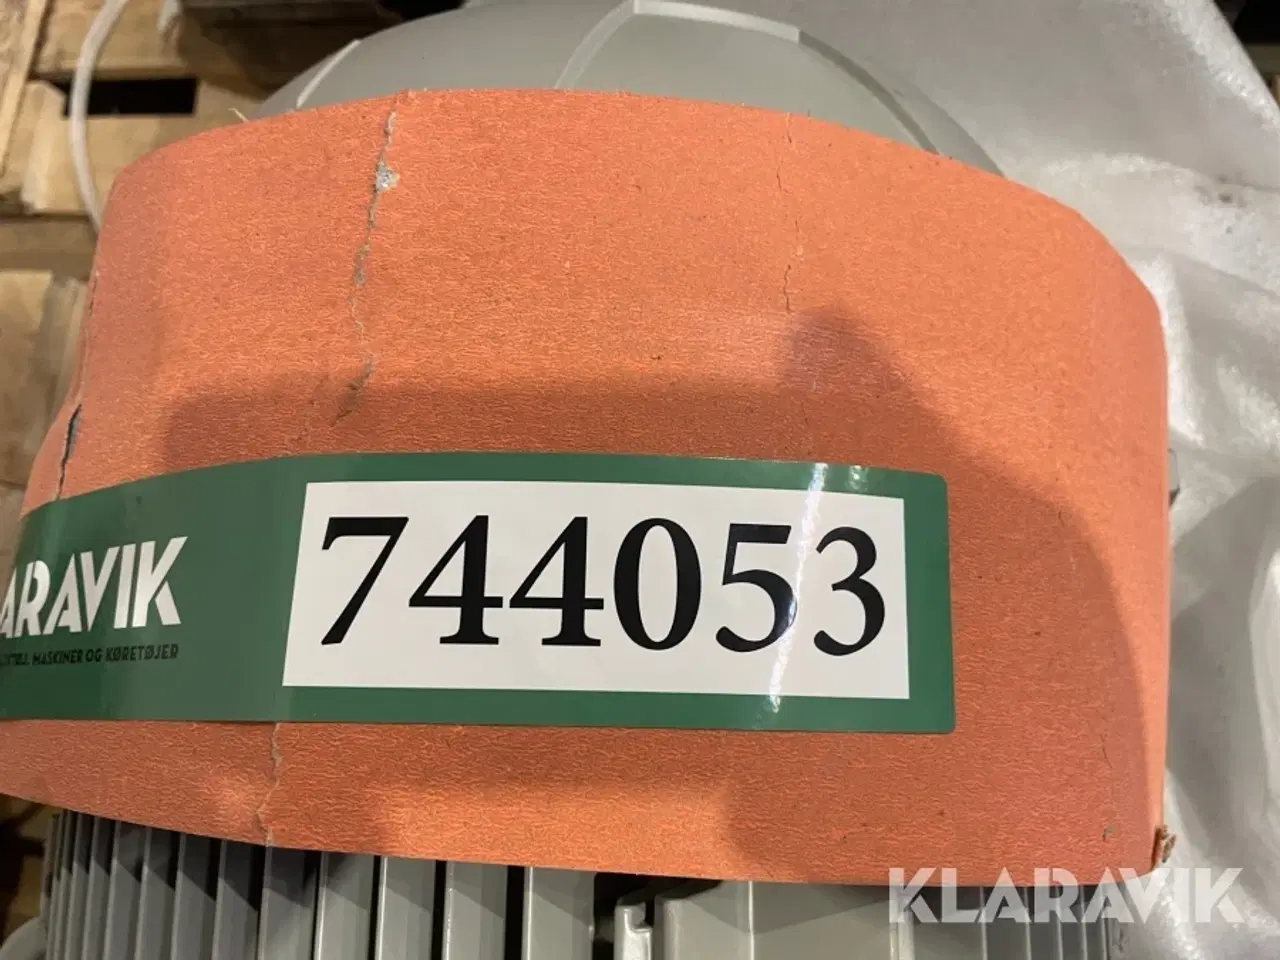 ARAVIK
MASKINER OG KØRETØJER
744053
KLARAVIK